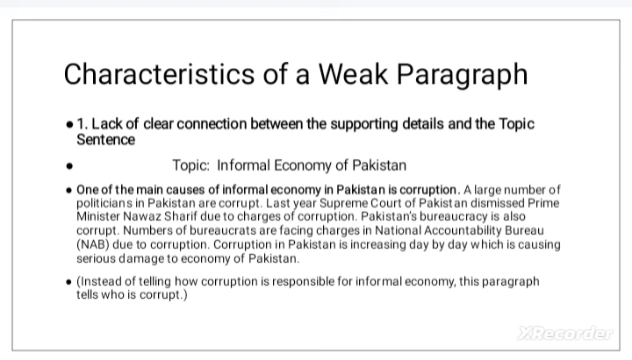 Characteristics of a Weak Paragraph
• 1. Lack of clear connection between the supporting details and the Topic
Sentence
• Topic: Informal Economy of Pakistan
• One of the main causes of informal economy in Pakistan is corruption. A large number of
politicians in Pakistan are corrupt. Last year Supreme Court of Pakistan dismissed Prime
Minister Nawaz Sharif due to charges of corruption. Pakistan's bureaucracy is also
corrupt. Numbers of bureaucrats are facing charges in National Accountability Bureau
(NAB) due to corruption. Corruption in Pakistan is increasing day by day which is causing
serious damage to economy of Pakistan.
• (Instead of telling how corruption is responsible for informal economy, this paragraph
tells who is corrupt.)
XRecorder